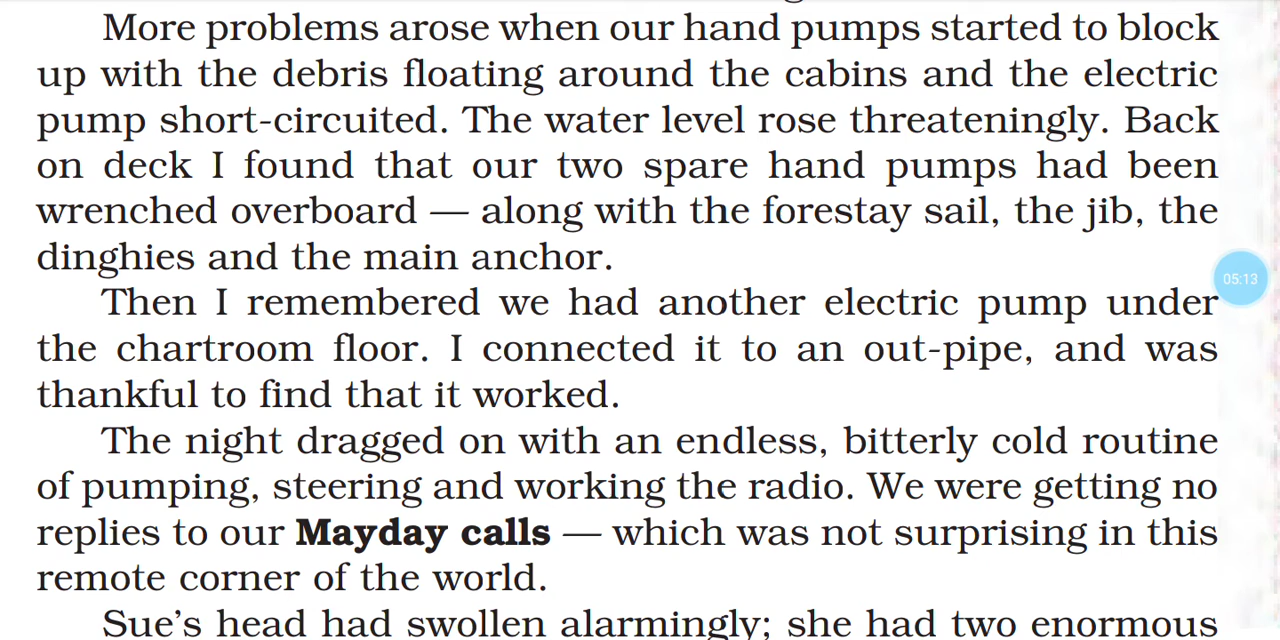 More problems arose when our hand pumps started to block
up with the debris floating around the cabins and the electric
pump short-circuited. The water level rose threateningly. Back
on deck I found that our two spare hand pumps had been
wrenched overboard — along with the forestay sail, the jib, the
dinghies and the main anchor.
05:13
Then I remembered we had another electric pump under
the chartroom floor. I connected it to an out-pipe, and was
thankful to find that it worked.
The night dragged on with an endless, bitterly cold routine
of pumping, steering and working the radio. We were getting no
replies to our Mayday calls — which was not surprising in this
remote corner of the world.
Sue's head had swollen alarmingly; she had two enormous